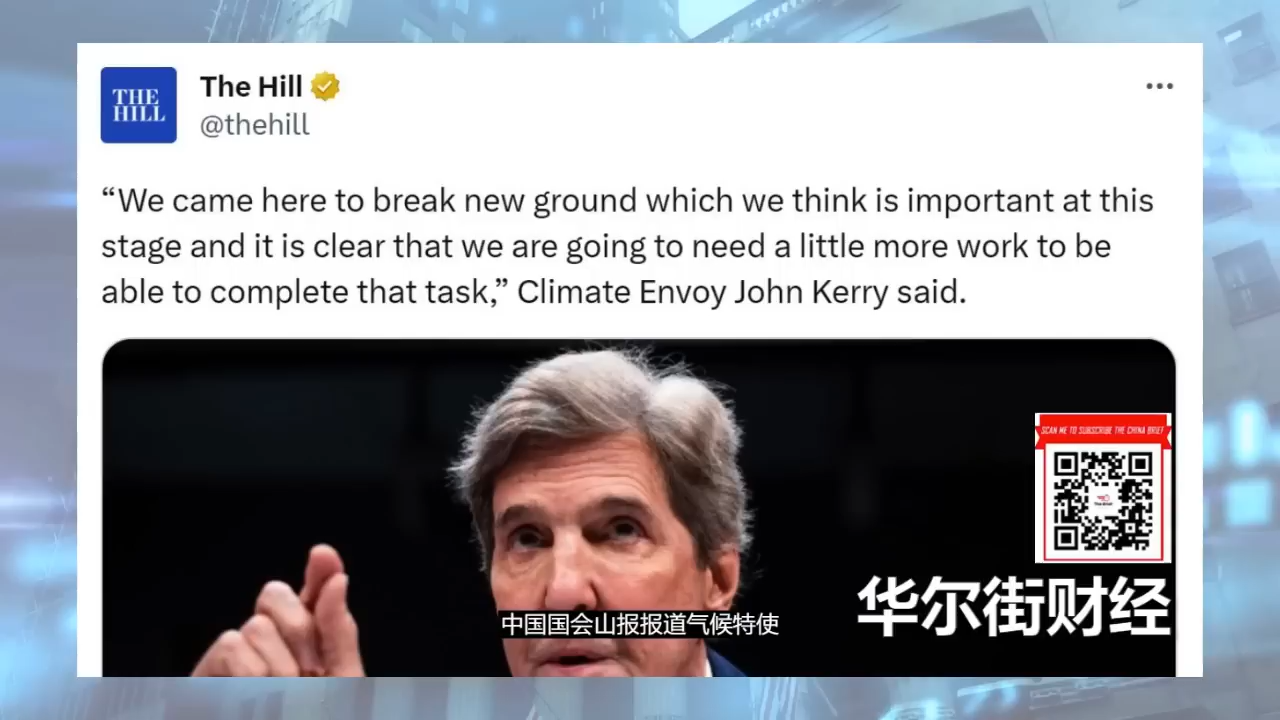 THE
HILL
The Hill
@thehill
“We came here to break new ground which we think is important at this
stage and it is clear that we are going to need a little more work to be
able to complete that task,” Climate Envoy John Kerry said.
SCAN ME TO SUBSCRIBE THE CHINA BRIEF
华尔街财经
中国国会山报报道气候特使